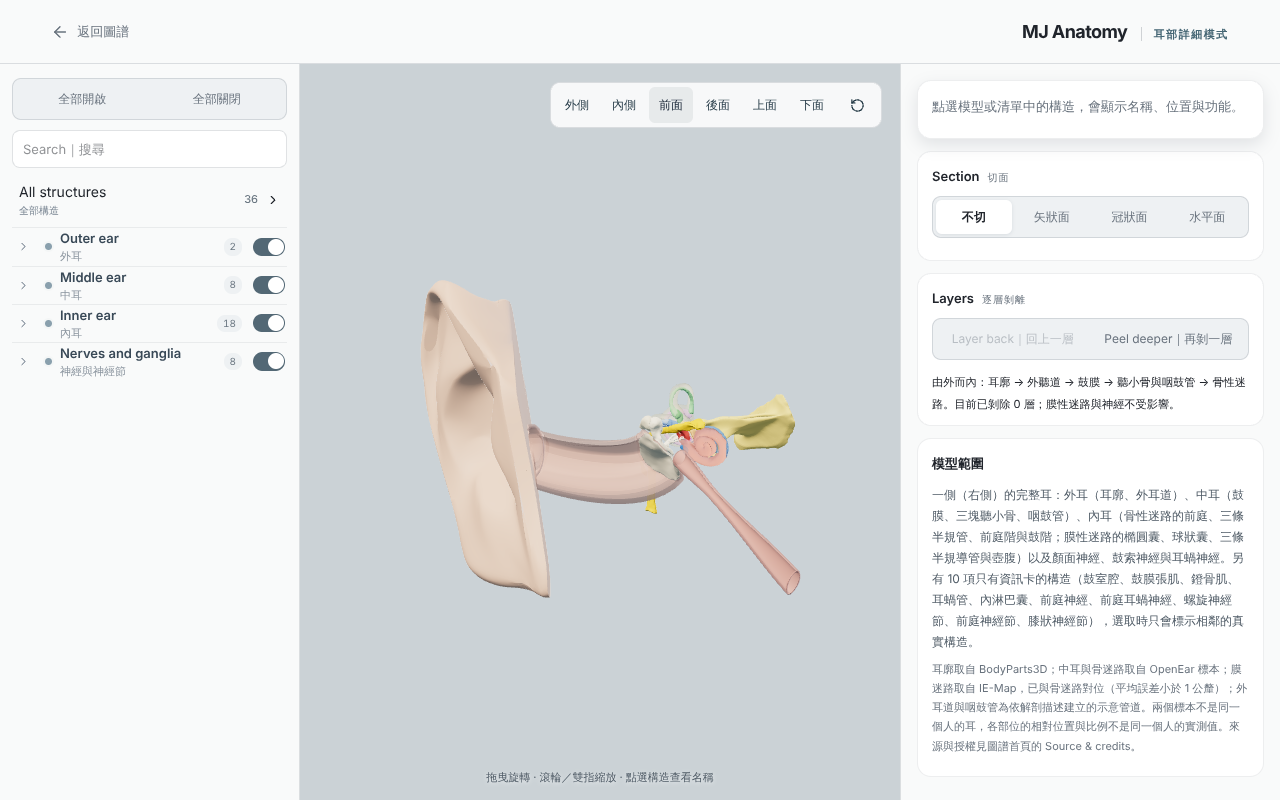 返回圖譜
MJ Anatomy
耳部詳細模式
全部開啟
全部關閉
Search｜搜尋
All structures
全部構造
36
Outer ear
外耳
2
Middle ear
中耳
8
Inner ear
內耳
18
Nerves and ganglia
神經與神經節
8
外側 內側 前面 後面 上面 下面
拖曳旋轉 · 滾輪／雙指縮放 · 點選構造查看名稱
點選模型或清單中的構造，會顯示名稱、位置與功能。
Section 切面
不切 矢狀面 冠狀面 水平面
Layers 逐層剝離
Layer back｜回上一層 Peel deeper｜再剝一層
由外而內：耳廓 → 外聽道 → 鼓膜 → 聽小骨與咽鼓管 → 骨性迷
路。目前已剝除 0 層；膜性迷路與神經不受影響。
模型範圍
一側（右側）的完整耳：外耳（耳廓、外耳道）、中耳（鼓
膜、三塊聽小骨、咽鼓管）、內耳（骨性迷路的前庭、三條
半規管、前庭階與鼓階；膜性迷路的橢圓囊、球狀囊、三條
半規導管與壺腹）以及顏面神經、鼓索神經與耳蝸神經。另
有 10 項只有資訊卡的構造（鼓室腔、鼓膜張肌、鐙骨肌、
耳蝸管、內淋巴囊、前庭神經、前庭耳蝸神經、螺旋神經
節、前庭神經節、膝狀神經節），選取時只會標示相鄰的真
實構造。
耳廓取自 BodyParts3D；中耳與骨迷路取自 OpenEar 標本；膜
迷路取自 IE-Map，已與骨迷路對位（平均誤差小於 1 公釐）；外
耳道與咽鼓管為依解剖描述建立的示意管道。兩個標本不是同一
個人的耳，各部位的相對位置與比例不是同一個人的實測值。來
源與授權見圖譜首頁的 Source & credits。